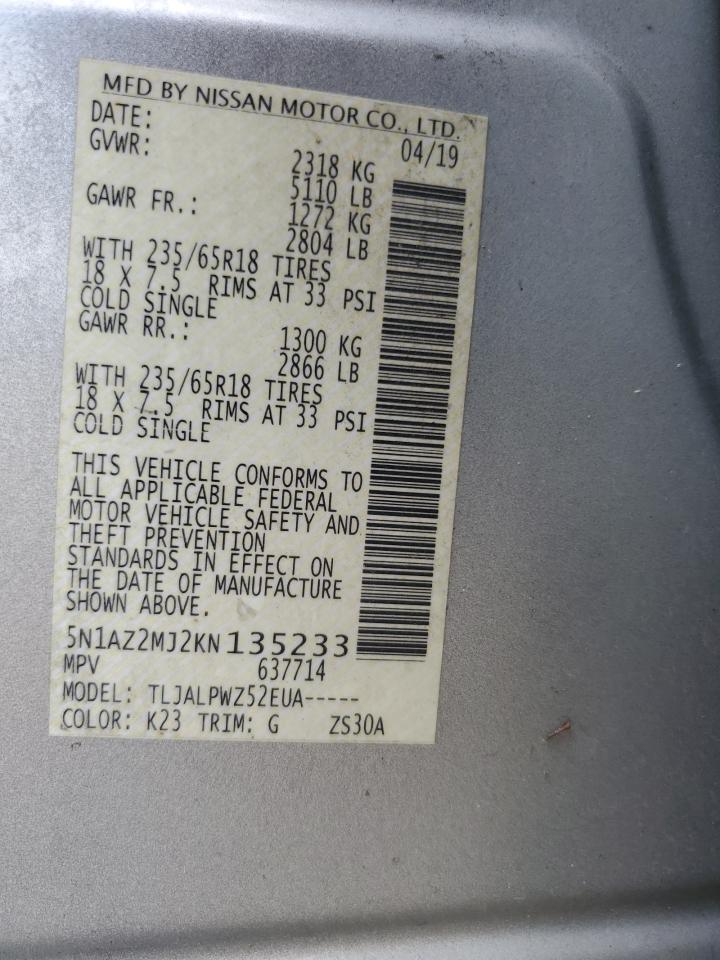 MFD BY NISSAN MOTOR CO., LTD.
DATE: 04/19
GVWR: 2318 KG
5110 LB
GAWR FR.: 1272 KG
2804 LB
WITH 235/65R18 TIRES
18 X 7.5 RIMS AT 33 PSI
COLD SINGLE
GAWR RR.: 1300 KG
2866 LB
WITH 235/65R18 TIRES
18 X 7.5 RIMS AT 33 PSI
COLD SINGLE
THIS VEHICLE CONFORMS TO
ALL APPLICABLE FEDERAL
MOTOR VEHICLE SAFETY AND
THEFT PREVENTION
STANDARDS IN EFFECT ON
THE DATE OF MANUFACTURE
SHOWN ABOVE.
5N1AZ2MJ2KN135233
MPV 637714
MODEL: TLJALPWZ52EUA-----
COLOR: K23 TRIM: G ZS30A